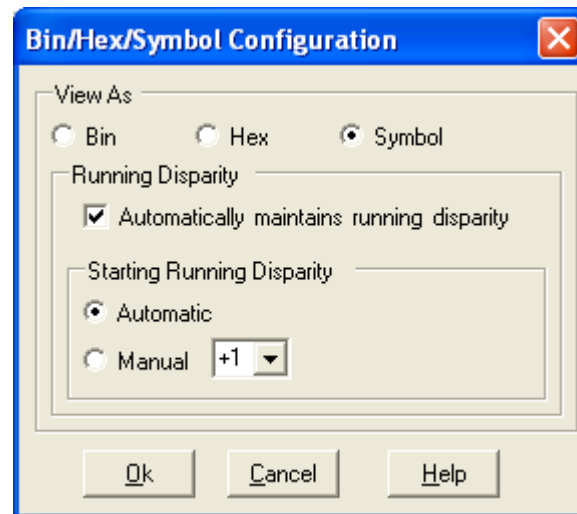 Bin/Hex/Symbol Configuration
View As
Bin Hex Symbol
Running Disparity
Automatically maintains running disparity
Starting Running Disparity
Automatic
Manual +1
Ok Cancel Help